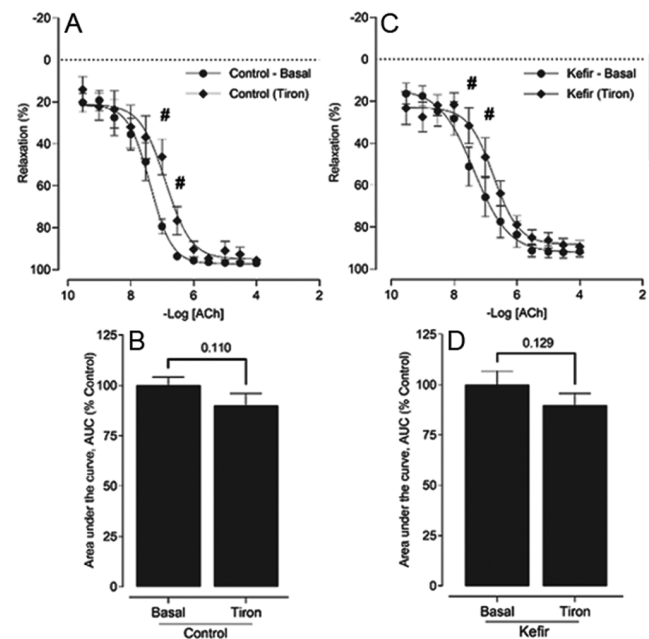 A
-20
0
20
40
60
80
100
Relaxation (%)
Control - Basal
Control (Tiron)
#
#
10 8 6 4 2
-Log [ACh]
C
-20
0
20
40
60
80
100
Relaxation (%)
Kefir - Basal
Kefir (Tiron)
#
#
10 8 6 4 2
-Log [ACh]
B
125
100
75
50
25
0
Area under the curve, AUC (% Control)
0.110
Basal Tiron
Control
D
125
100
75
50
25
0
Area under the curve, AUC (% Control)
0.129
Basal Tiron
Kefir